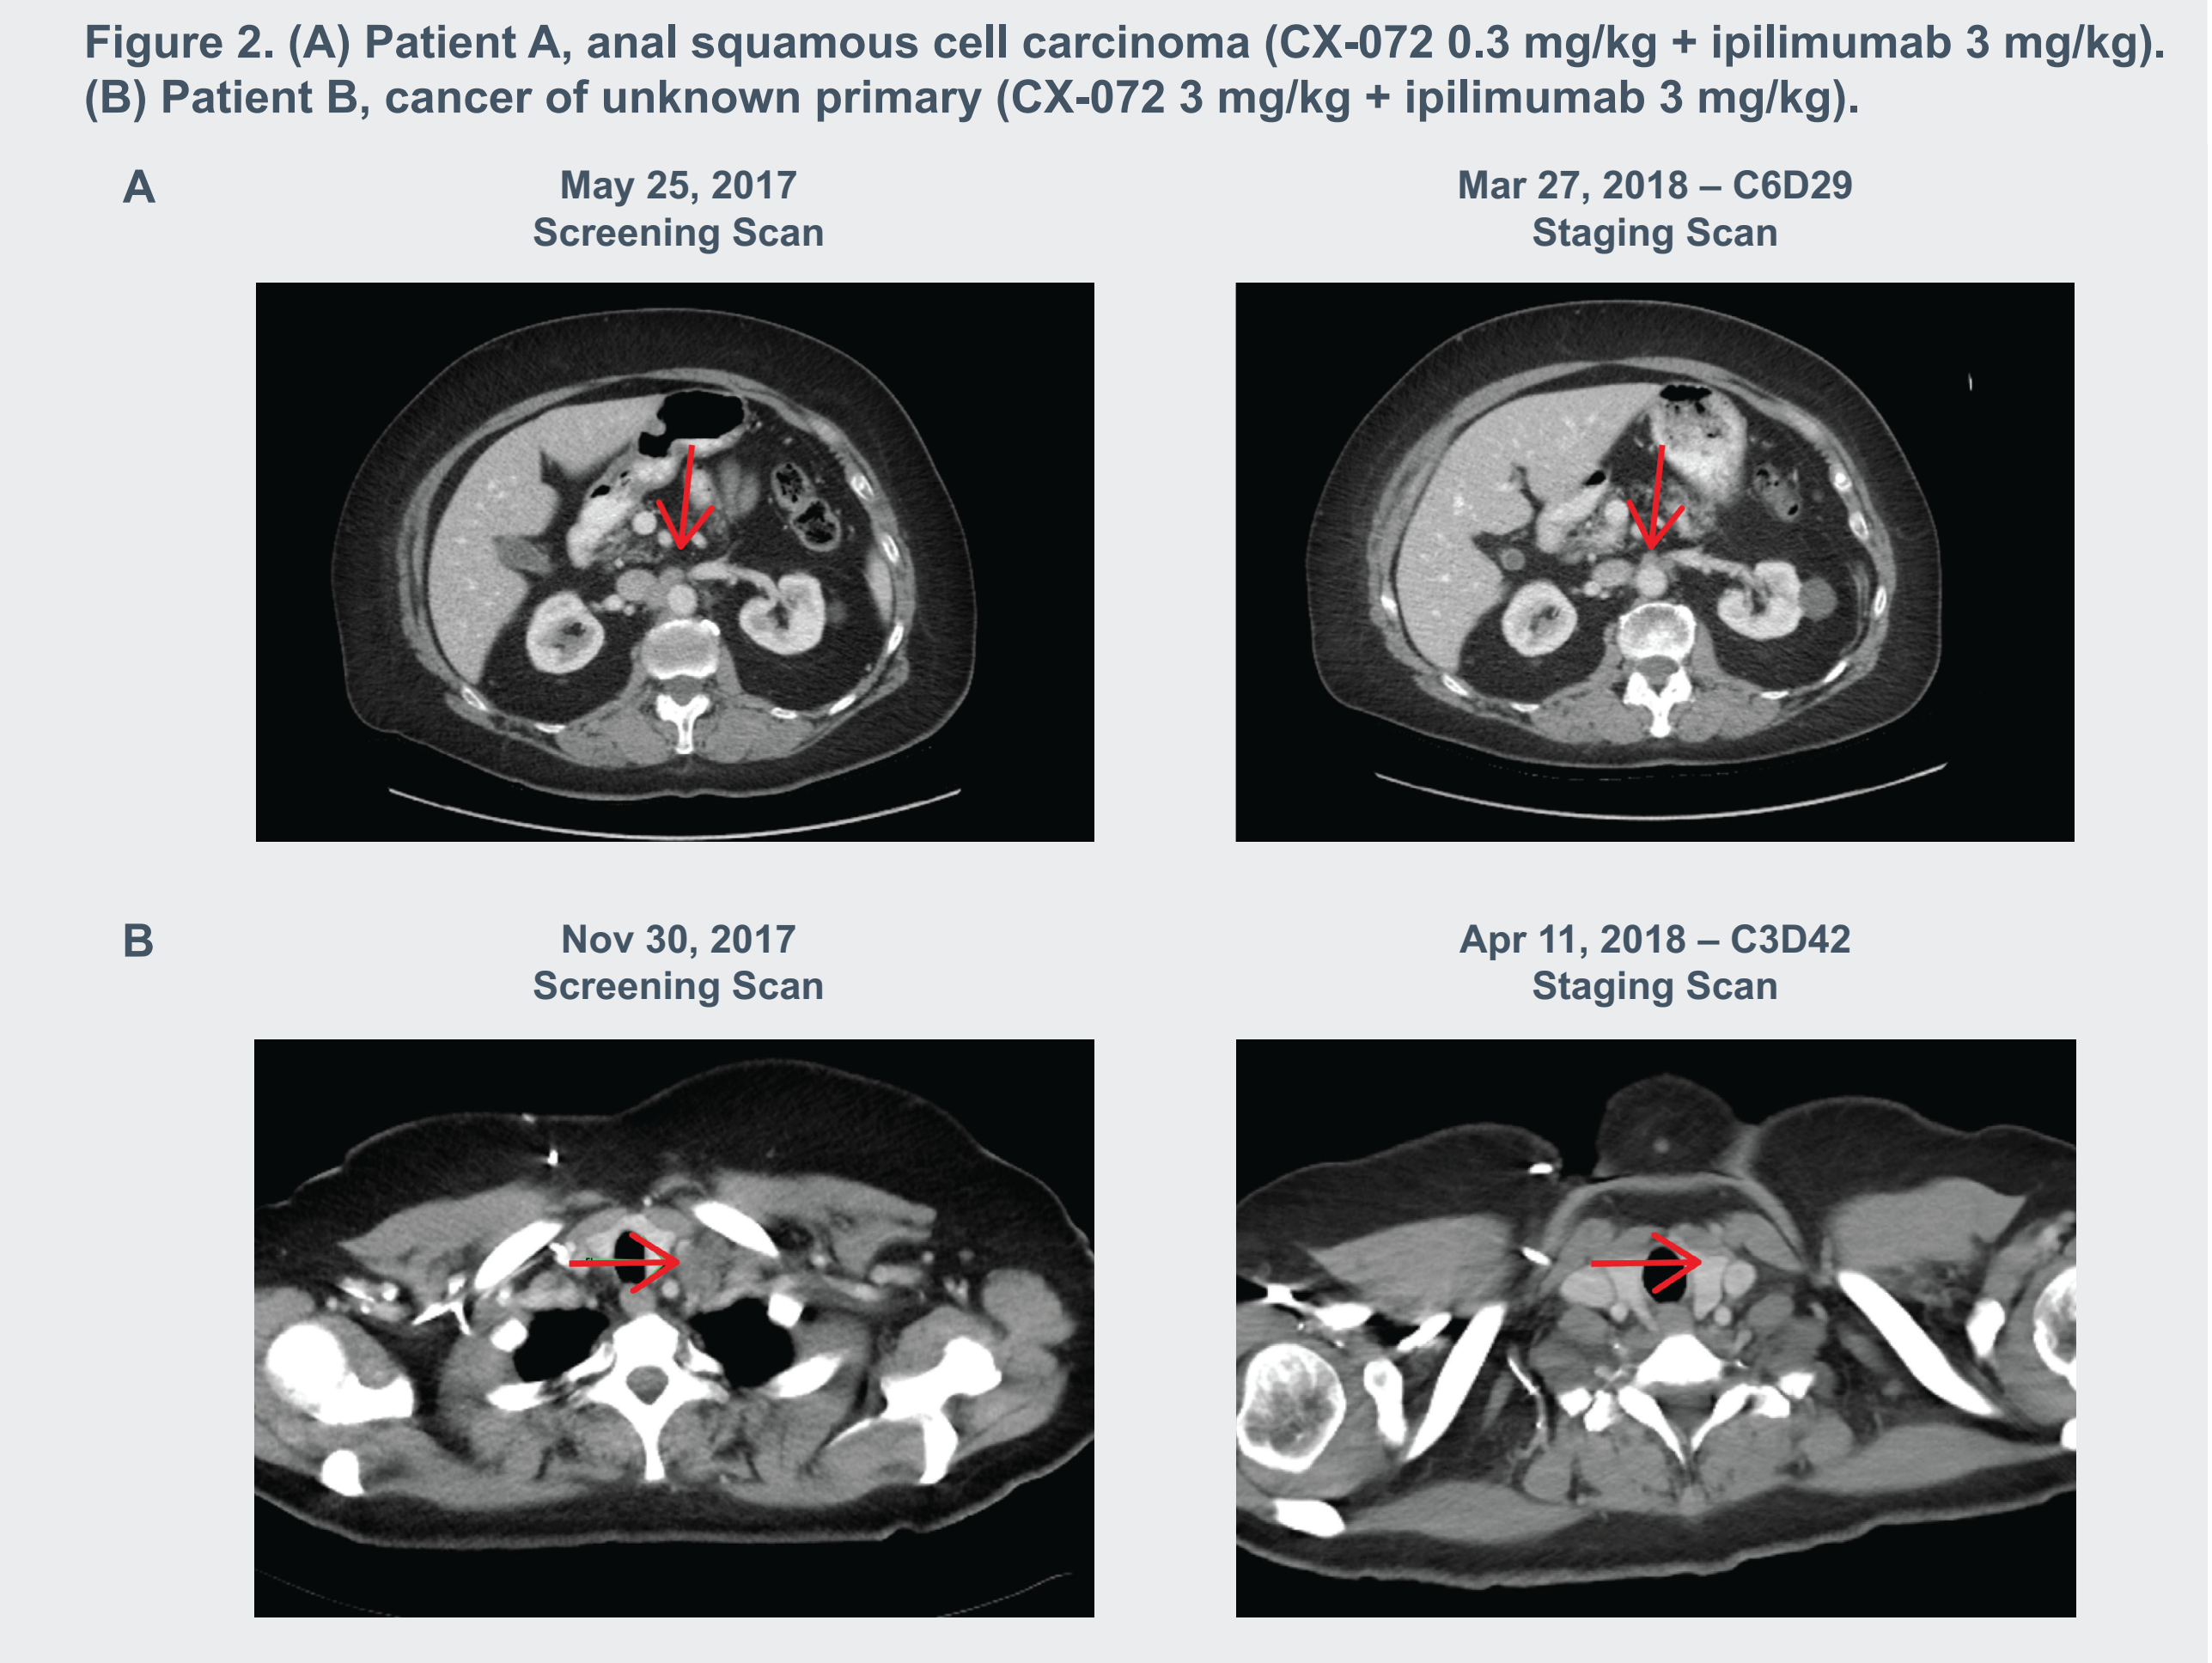 Figure 2. (A) Patient A, anal squamous cell carcinoma (CX-072 0.3 mg/kg + ipilimumab 3 mg/kg).
(B) Patient B, cancer of unknown primary (CX-072 3 mg/kg + ipilimumab 3 mg/kg).
A
May 25, 2017
Screening Scan
Mar 27, 2018 – C6D29
Staging Scan
B
Nov 30, 2017
Screening Scan
Apr 11, 2018 – C3D42
Staging Scan